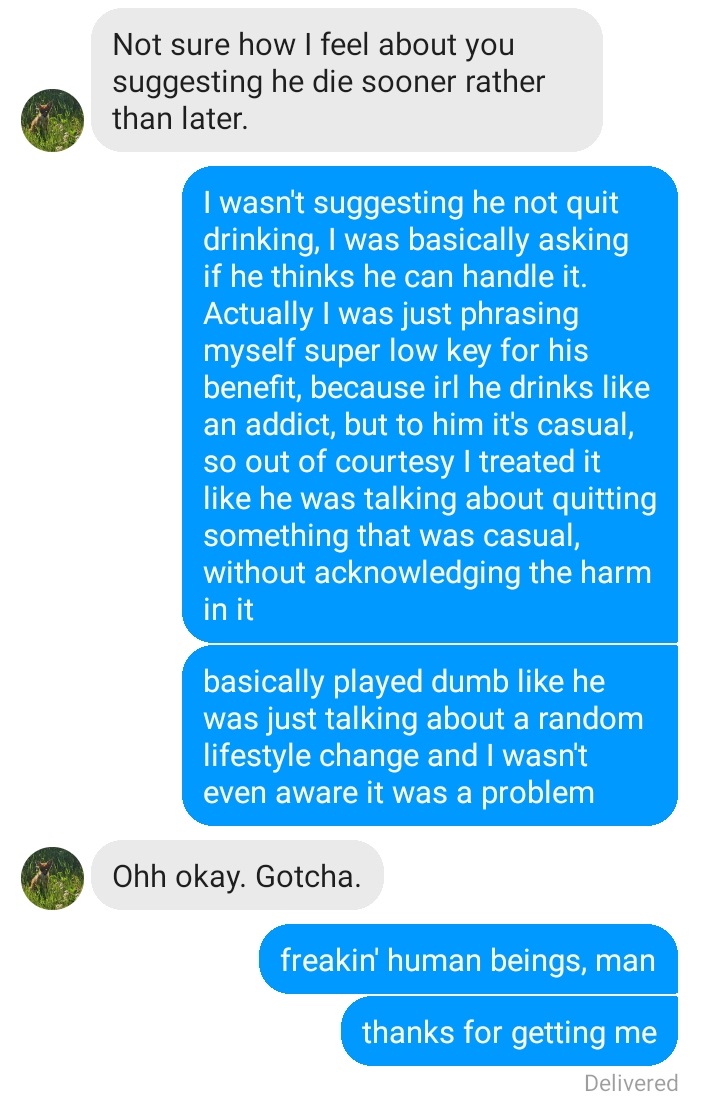 Not sure how I feel about you
suggesting he die sooner rather
than later.
I wasn't suggesting he not quit
drinking, I was basically asking
if he thinks he can handle it.
Actually I was just phrasing
myself super low key for his
benefit, because irl he drinks like
an addict, but to him it's casual,
so out of courtesy I treated it
like he was talking about quitting
something that was casual,
without acknowledging the harm
in it
basically played dumb like he
was just talking about a random
lifestyle change and I wasn't
even aware it was a problem
Ohh okay. Gotcha.
freakin' human beings, man
thanks for getting me
Delivered